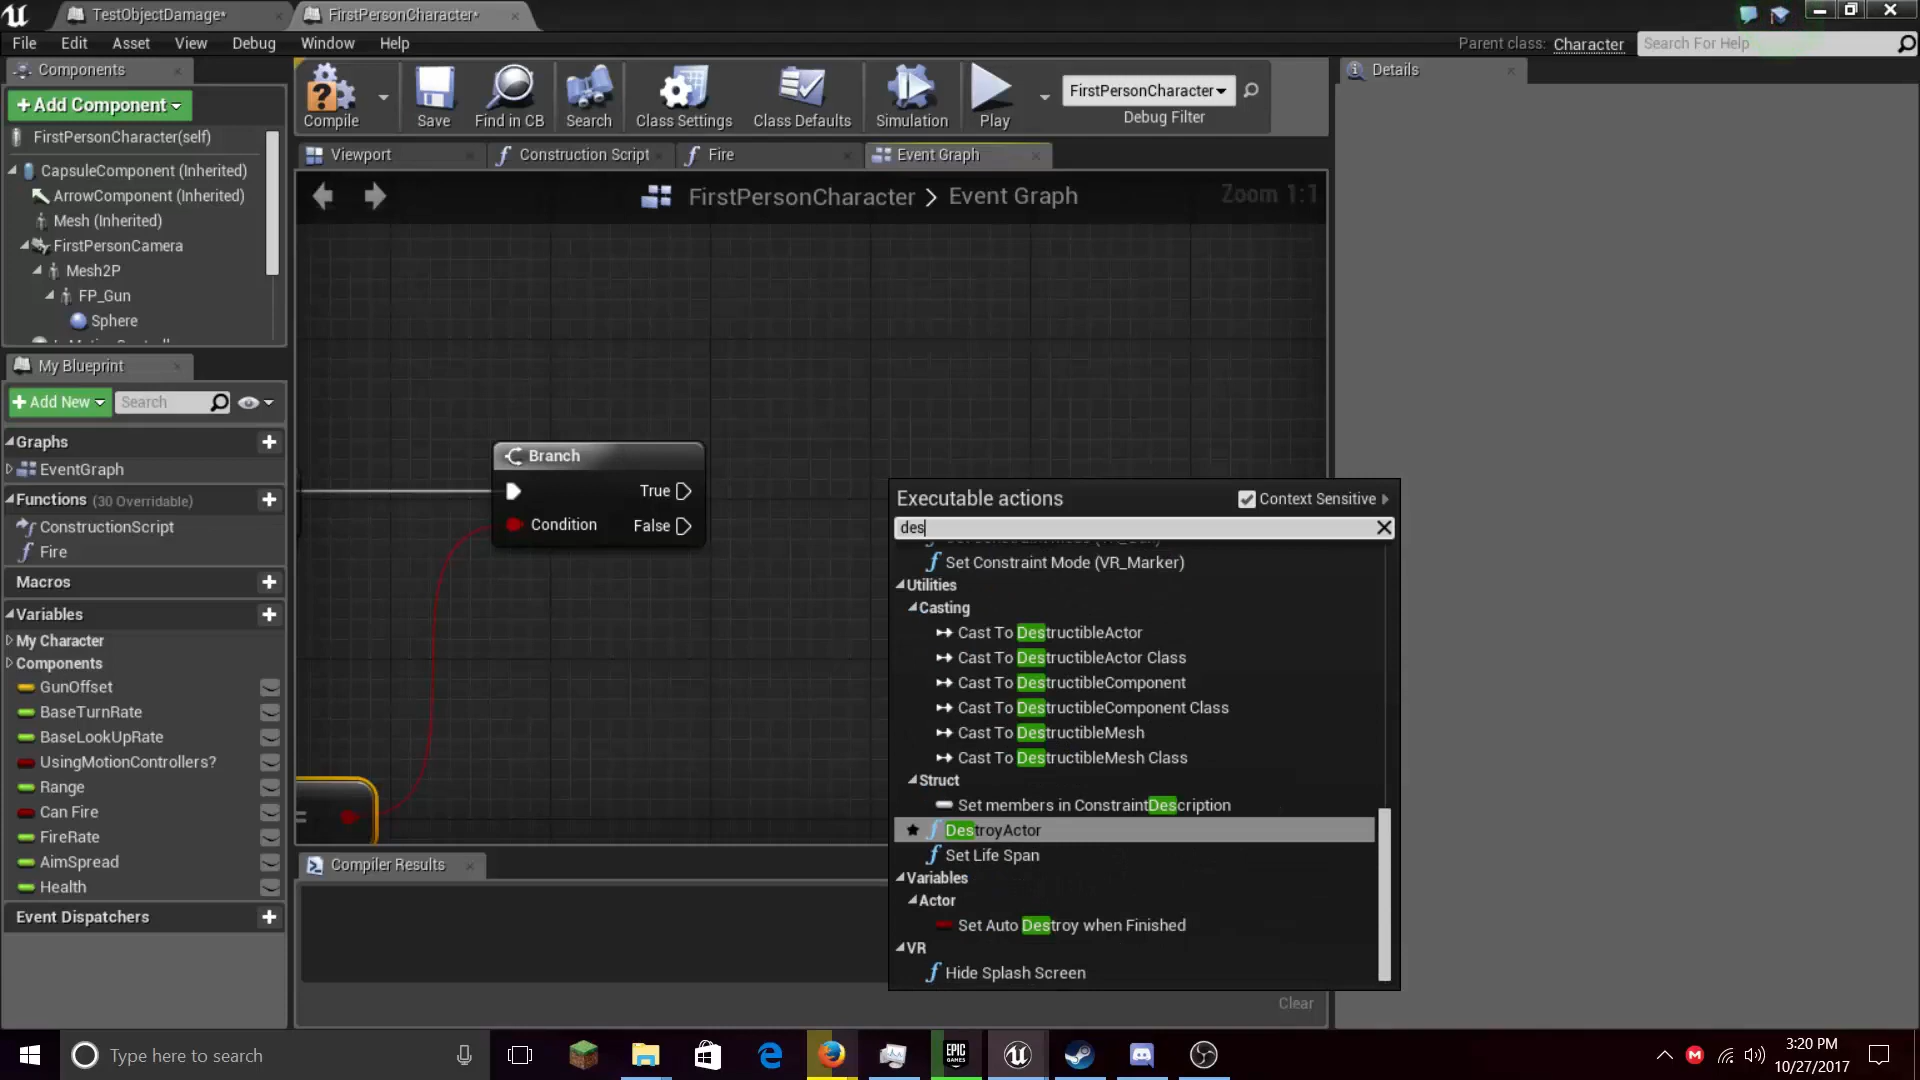 TestObjectDamage*
FirstPersonCharacter*
File Edit Asset View Debug Window Help
Parent class: Character
Search For Help
Components
+Add Component
FirstPersonCharacter(self)
CapsuleComponent (Inherited)
ArrowComponent (Inherited)
Mesh (Inherited)
FirstPersonCamera
Mesh2P
FP_Gun
Sphere
Compile
Save
Find in CB
Search
Class Settings
Class Defaults
Simulation
Play
FirstPersonCharacter
Debug Filter
Details
Viewport
Construction Script
Fire
Event Graph
FirstPersonCharacter > Event Graph
Zoom 1:1
My Blueprint
+Add New
Search
Graphs
EventGraph
Functions (30 Overridable)
ConstructionScript
Fire
Macros
Variables
My Character
Components
GunOffset
BaseTurnRate
BaseLookUpRate
UsingMotionControllers?
Range
Can Fire
FireRate
AimSpread
Health
Event Dispatchers
Branch
True
Condition
False
Executable actions
Context Sensitive
des
Set Constraint Mode (VR_Marker)
Utilities
Casting
Cast To DestructibleActor
Cast To DestructibleActor Class
Cast To DestructibleComponent
Cast To DestructibleComponent Class
Cast To DestructibleMesh
Cast To DestructibleMesh Class
Struct
Set members in ConstraintDescription
DestroyActor
Set Life Span
Variables
Actor
Set Auto Destroy when Finished
VR
Hide Splash Screen
Compiler Results
Clear
Type here to search
EPIC GAMES
3:20 PM
10/27/2017